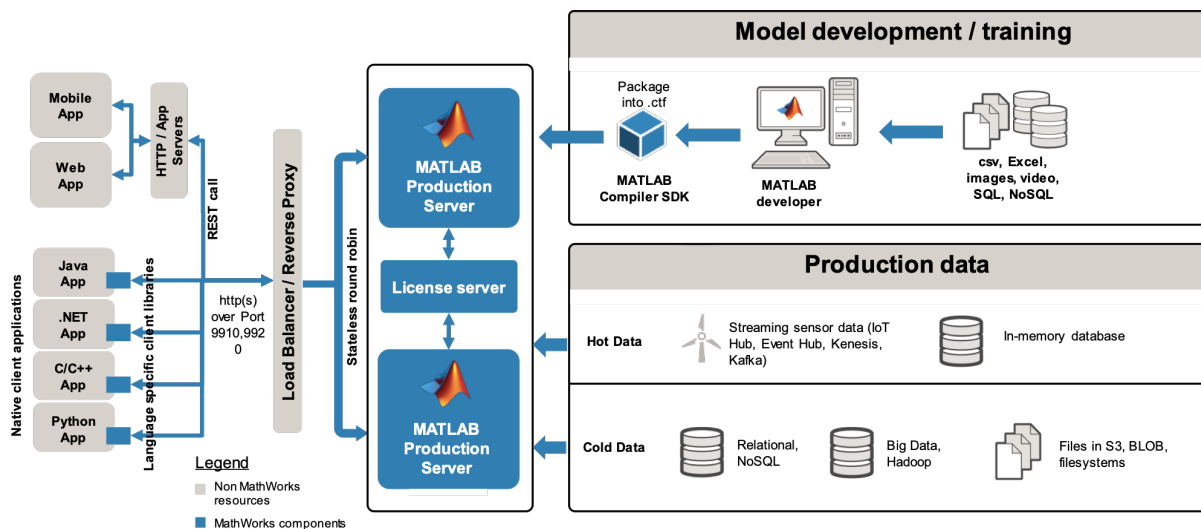 Mobile
App
Web
App
HTTP / App
Servers
REST call
Native client applications
Java
App
.NET
App
C/C++
App
Python
App
Language specific client libraries
http(s)
over Port
9910,992
0
Load Balancer / Reverse Proxy
Stateless round robin
Legend
Non MathWorks
resources
MathWorks components
MATLAB
Production
Server
License server
MATLAB
Production
Server
Model development / training
Package
into .ctf
MATLAB
Compiler SDK
MATLAB
developer
csv, Excel,
images, video,
SQL, NoSQL
Production data
Hot Data
Streaming sensor data (IoT
Hub, Event Hub, Kenesis,
Kafka)
In-memory database
Cold Data
Relational,
NoSQL
Big Data,
Hadoop
Files in S3, BLOB,
filesystems